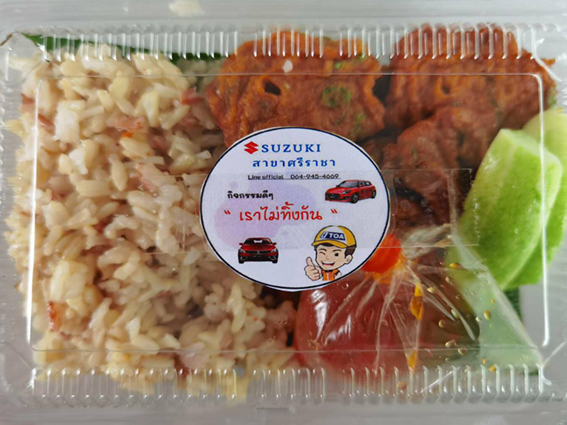 SUZUKI
สาขาศรีราชา
Line official 064-945-4669
กิจกรรมดีๆ
" เราไม่ทิ้งกัน "
TOA